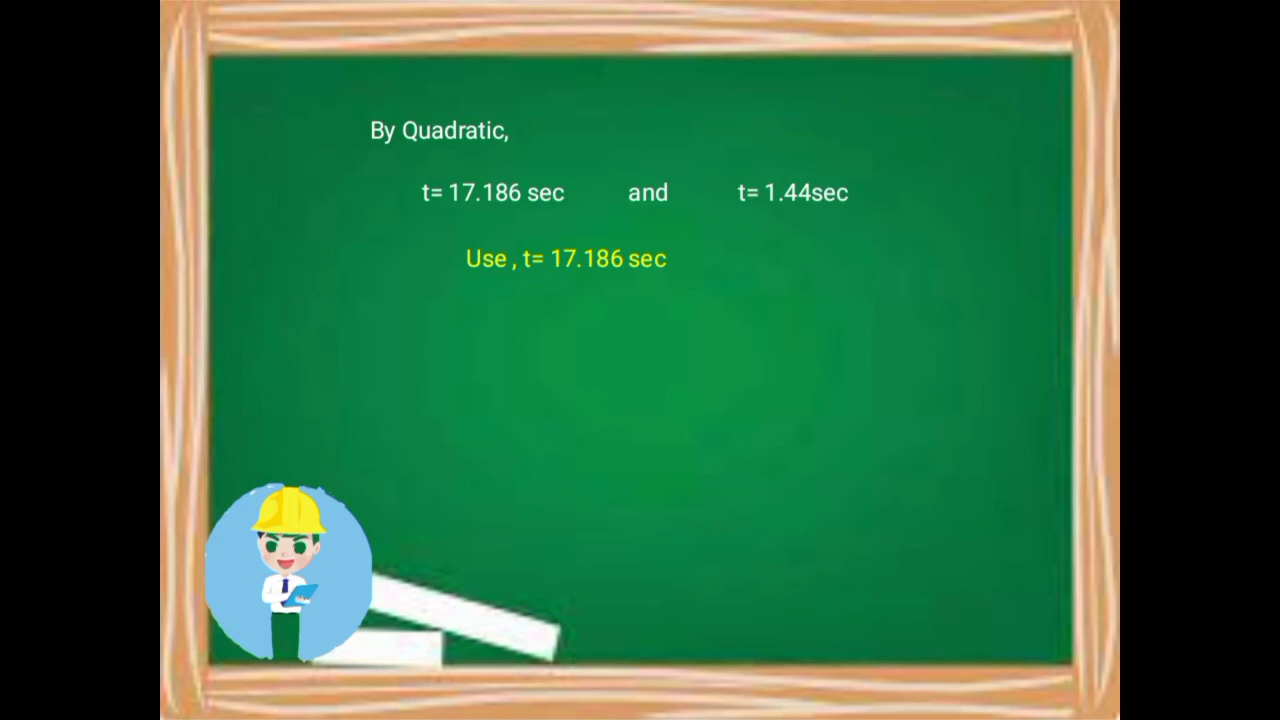 By Quadratic,
t= 17.186 sec and t= 1.44sec
Use , t= 17.186 sec